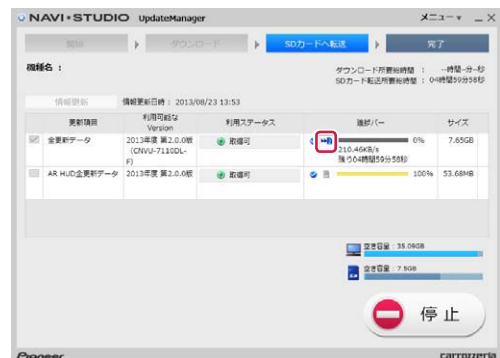 NAVI•STUDIO UpdateManager
メニュー
開始
ダウンロード
SDカードへ転送
完了
機種名 :
ダウンロード所要総時間 : --時間--分--秒
SDカード転送所要総時間 : 04時間59分58秒
情報更新
情報更新日時 : 2013/08/23 13:53
更新項目
利用可能な
Version
利用ステータス
進捗バー
サイズ
全更新データ
2013年度 第2.0.0版
(CNVU-7110DL-
F)
取得可
0%
7.65GB
210.46KB/s
残り04時間59分58秒
AR HUD全更新データ
2013年度 第2.0.0版
取得可
100%
53.68MB
空き容量 : 35.09GB
空き容量 : 7.5GB
停止
Pioneer
carrozzeria